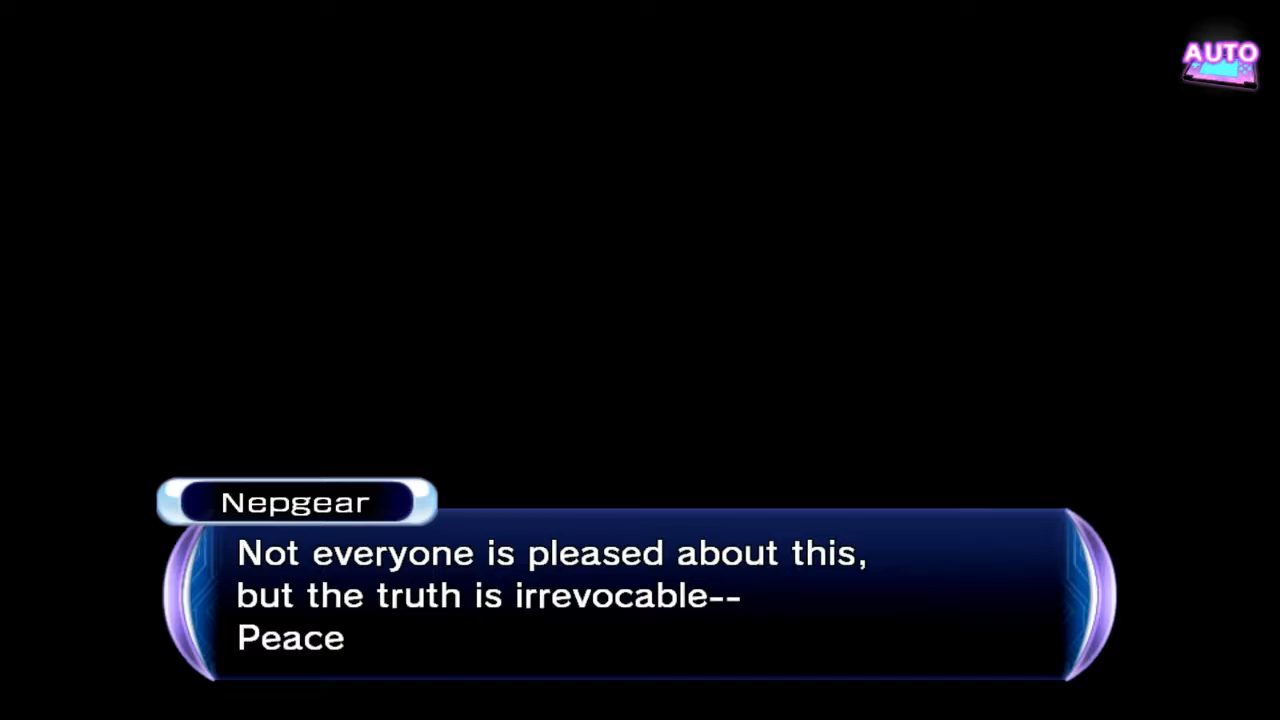 AUTO
Nepgear
Not everyone is pleased about this,
but the truth is irrevocable--
Peace